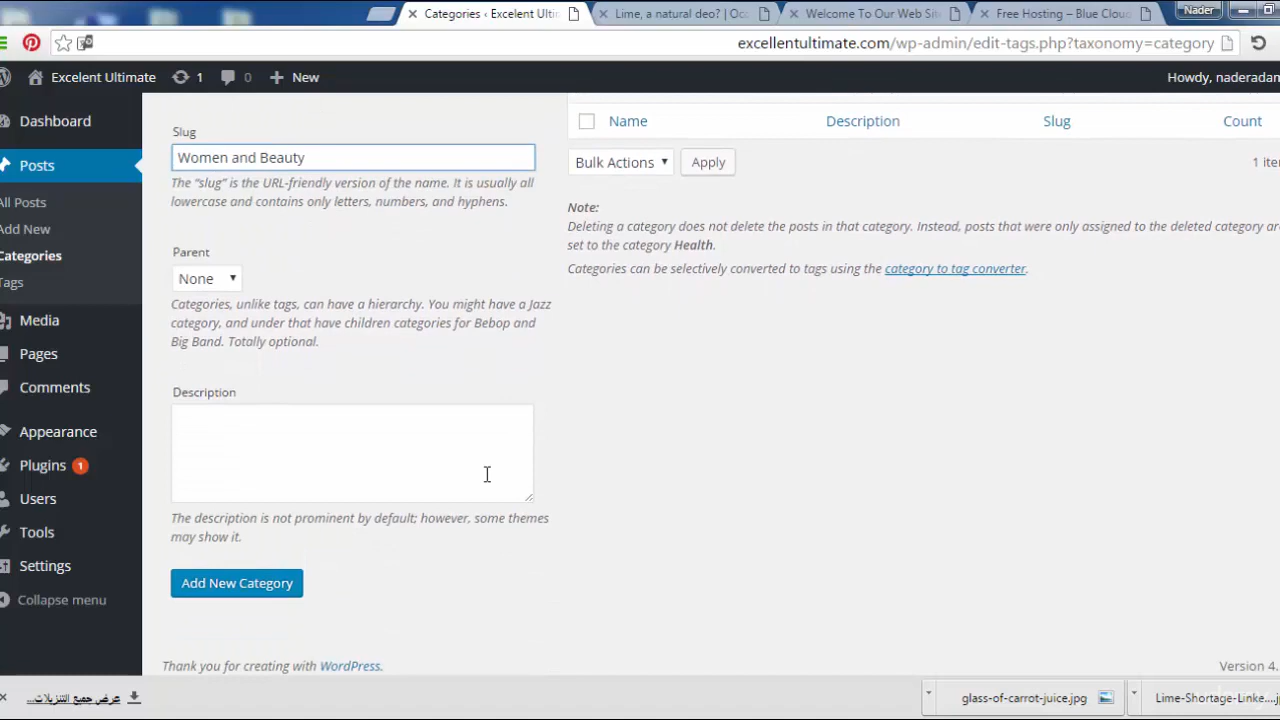 Categories ‹ Excelent Ultim
Lime, a natural deo? | Occ
Welcome To Our Web Site
Free Hosting – Blue Cloud
Nader
excellentultimate.com/wp-admin/edit-tags.php?taxonomy=category
Excelent Ultimate
1
0
New
Howdy, naderadam
Dashboard
Posts
All Posts
Add New
Categories
Tags
Media
Pages
Comments
Appearance
Plugins 1
Users
Tools
Settings
Collapse menu
Slug
Women and Beauty
The “slug” is the URL-friendly version of the name. It is usually all
lowercase and contains only letters, numbers, and hyphens.
Parent
None
Categories, unlike tags, can have a hierarchy. You might have a Jazz
category, and under that have children categories for Bebop and
Big Band. Totally optional.
Description
The description is not prominent by default; however, some themes
may show it.
Add New Category
Name Description Slug Count
Bulk Actions Apply
1 item
Note:
Deleting a category does not delete the posts in that category. Instead, posts that were only assigned to the deleted category are
set to the category Health.
Categories can be selectively converted to tags using the category to tag converter.
Thank you for creating with WordPress.
Version 4.
عرض جميع التنزيلات...
glass-of-carrot-juice.jpg
Lime-Shortage-Linke....jpg